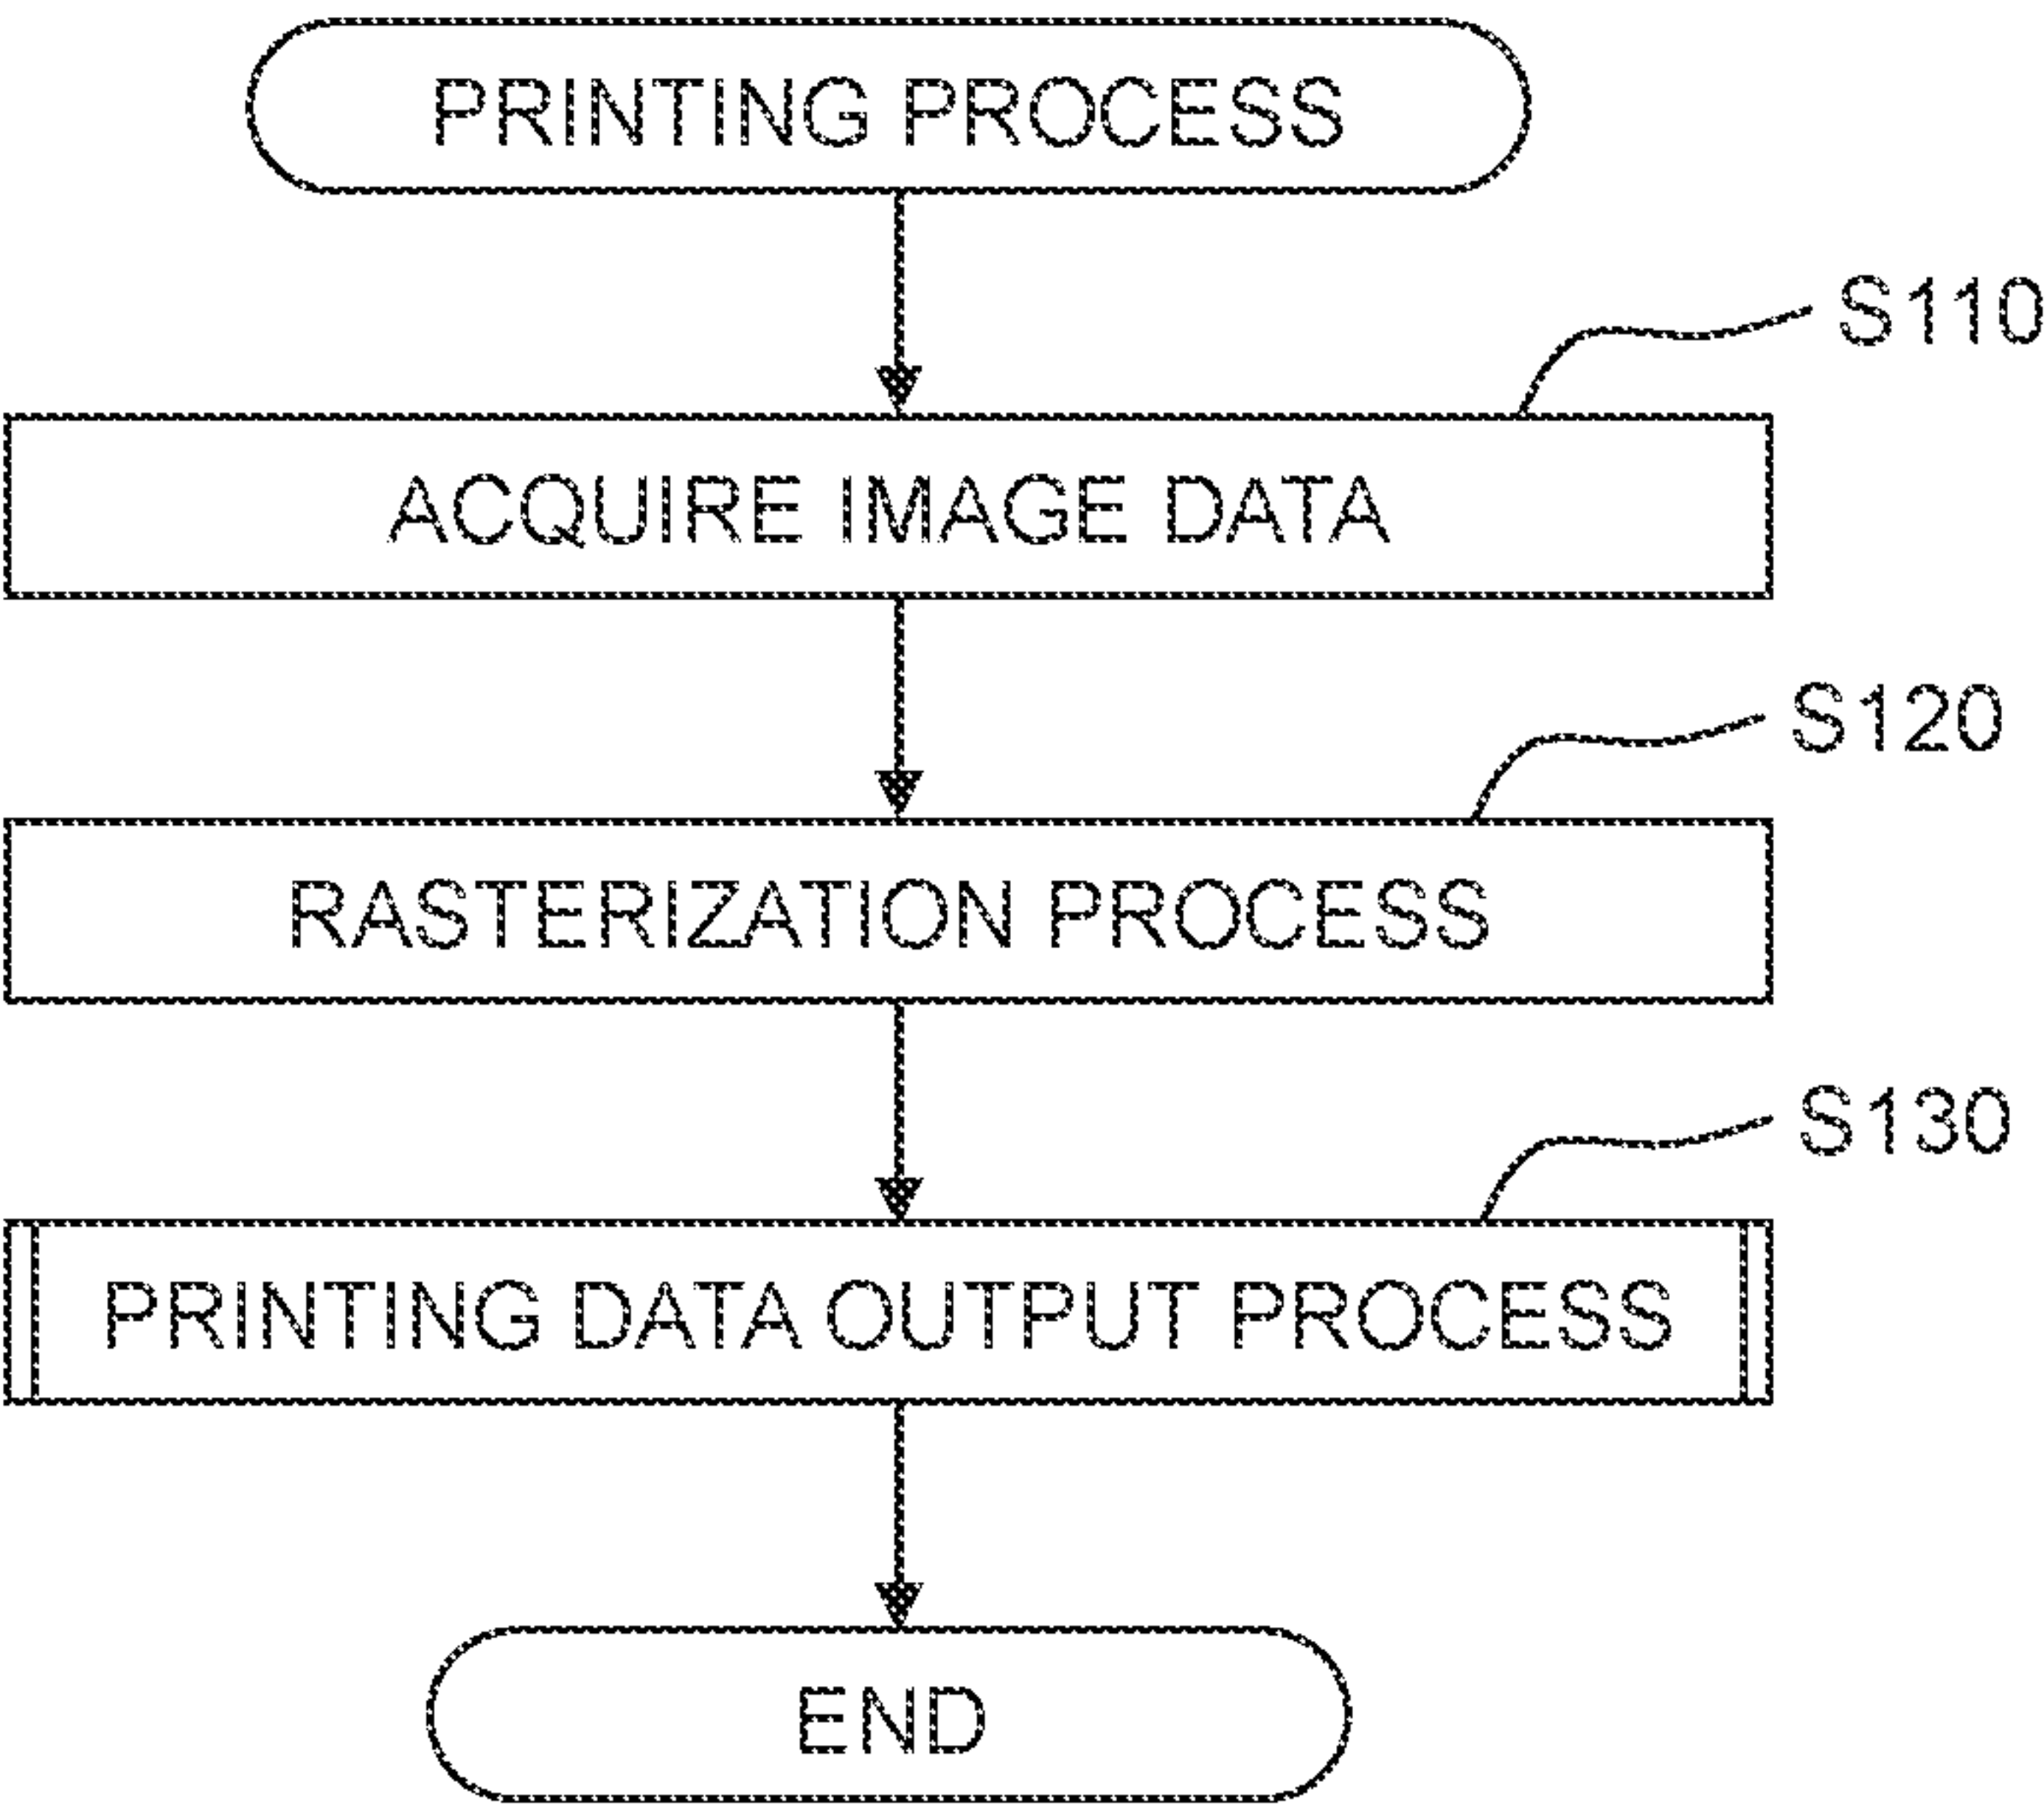 PRINTING PROCESS
S110
ACQUIRE IMAGE DATA
S120
RASTERIZATION PROCESS
S130
PRINTING DATA OUTPUT PROCESS
END